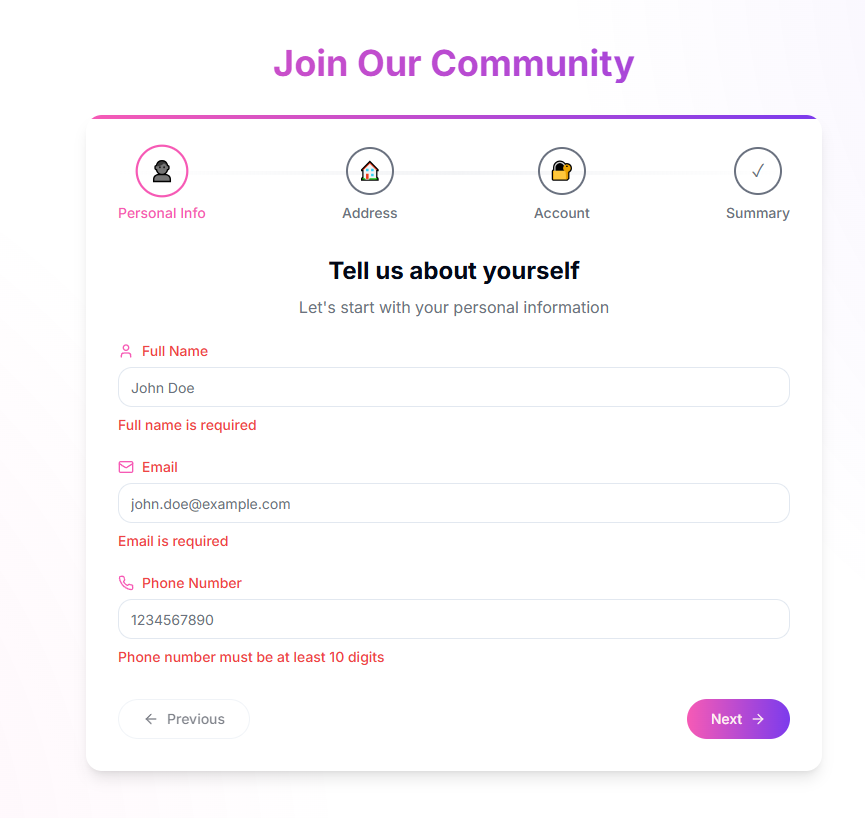 Join Our Community
Personal Info
Address
Account
Summary
Tell us about yourself
Let's start with your personal information
Full Name
John Doe
Full name is required
Email
john.doe@example.com
Email is required
Phone Number
1234567890
Phone number must be at least 10 digits
Previous
Next